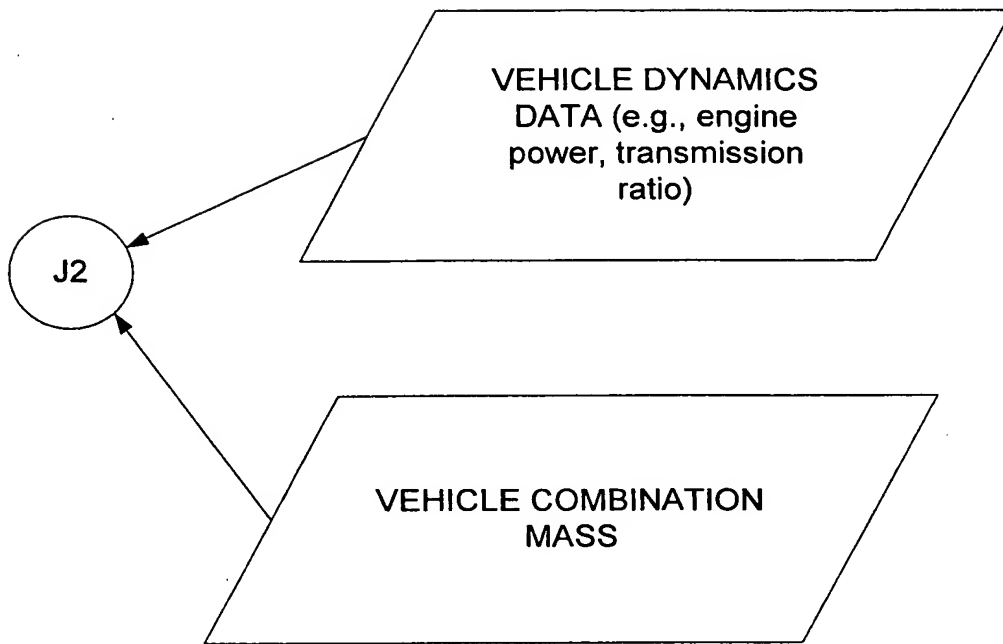 VEHICLE DYNAMICS
DATA (e.g., engine
power, transmission
ratio)
J2
VEHICLE COMBINATION
MASS